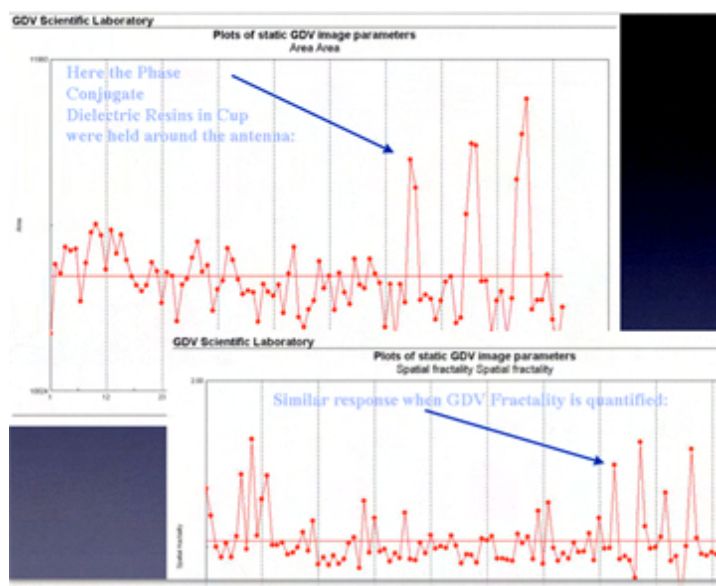 GDV Scientific Laboratory
Plots of static GDV image parameters
Area Area
Here the Phase
Conjugate
Dielectric Resins in Cup
were held around the antenna:
Area
GDV Scientific Laboratory
Plots of static GDV image parameters
Spatial fractality Spatial fractality
2.00
Similar response when GDV Fractality is quantified:
Spatial fractality